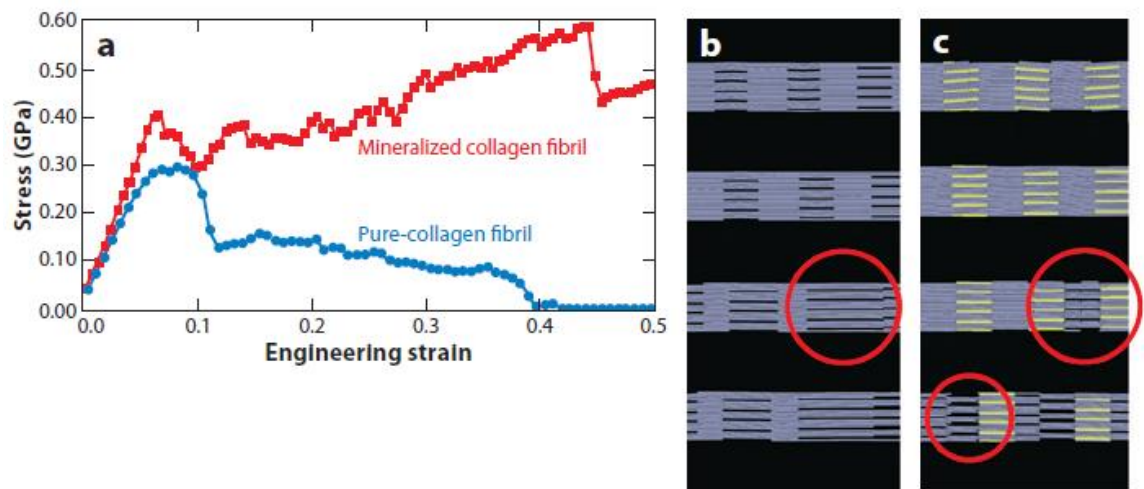 a
0.60
0.50
0.40
0.30
0.20
0.10
0.00
Stress (GPa)
Mineralized collagen fibril
Pure-collagen fibril
0.0 0.1 0.2 0.3 0.4 0.5
Engineering strain
b
c